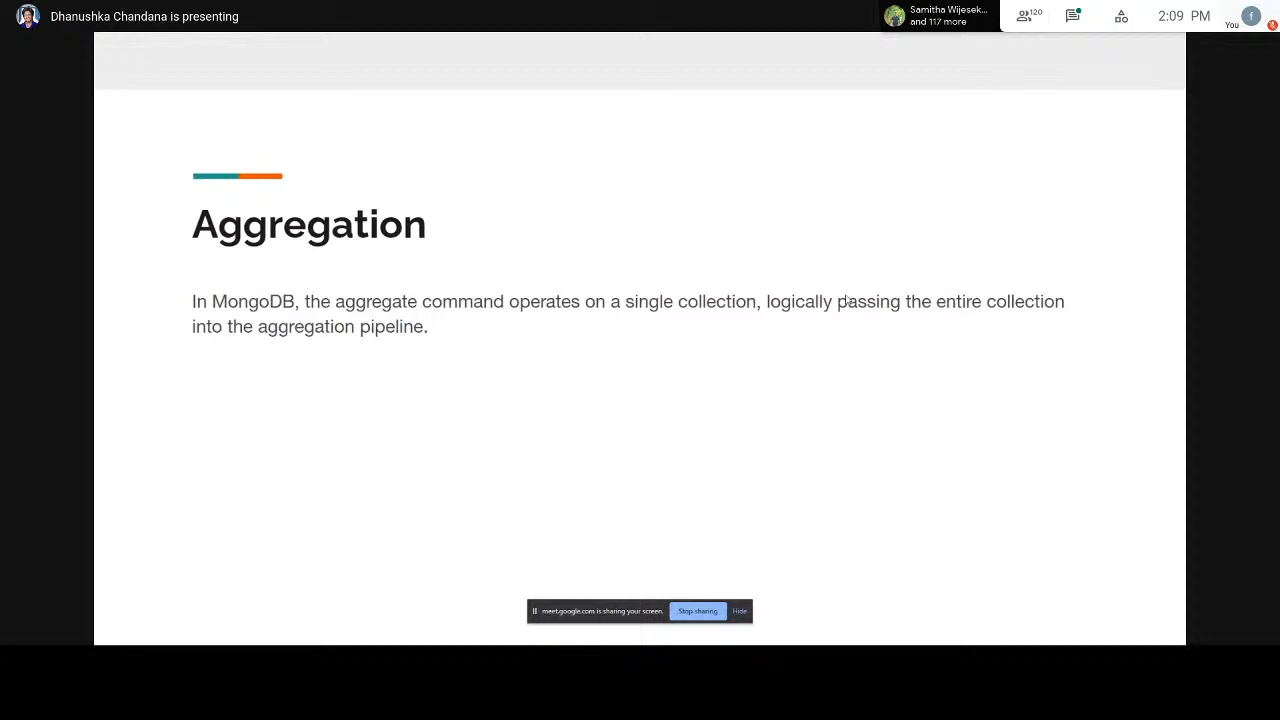 Dhanushka Chandana is presenting
Samitha Wijesek...
and 117 more
120
2:09 PM
You
f
Aggregation
In MongoDB, the aggregate command operates on a single collection, logically passing the entire collection
into the aggregation pipeline.
meet.google.com is sharing your screen.
Stop sharing
Hide